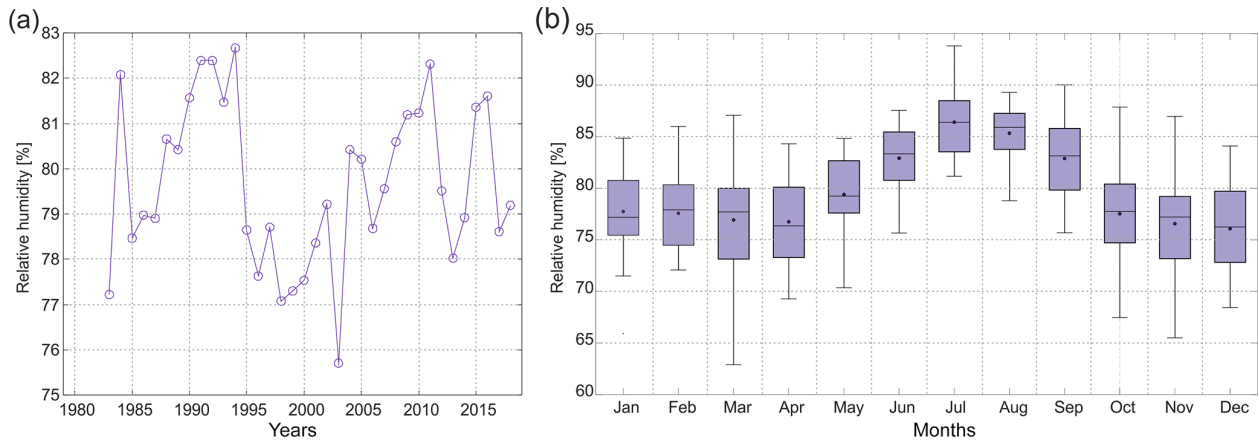 (a)
Relative humidity [%]
83
82
81
80
79
78
77
76
75
1980 1985 1990 1995 2000 2005 2010 2015
Years
(b)
Relative humidity [%]
95
90
85
80
75
70
65
60
Jan Feb Mar Apr May Jun Jul Aug Sep Oct Nov Dec
Months